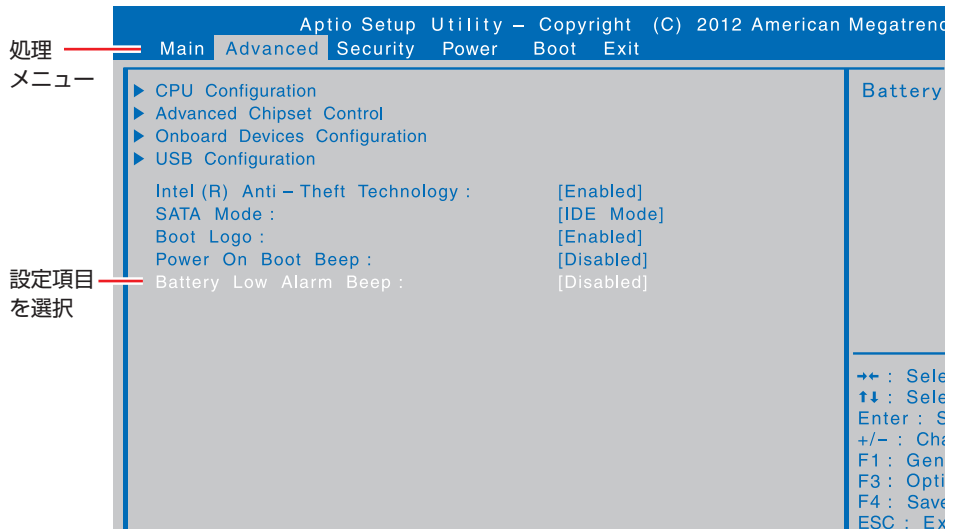 Aptio Setup Utility – Copyright (C) 2012 American Megatrend
処理
メニュー
Main Advanced Security Power Boot Exit
▶ CPU Configuration
▶ Advanced Chipset Control
▶ Onboard Devices Configuration
▶ USB Configuration
Intel (R) Anti – Theft Technology : [Enabled]
SATA Mode : [IDE Mode]
Boot Logo : [Enabled]
Power On Boot Beep : [Disabled]
設定項目
を選択
Battery Low Alarm Beep : [Disabled]
Battery
→← : Sele
↑↓ : Sele
Enter : S
+/− : Cha
F1 : Gen
F3 : Opti
F4 : Save
ESC : Ex